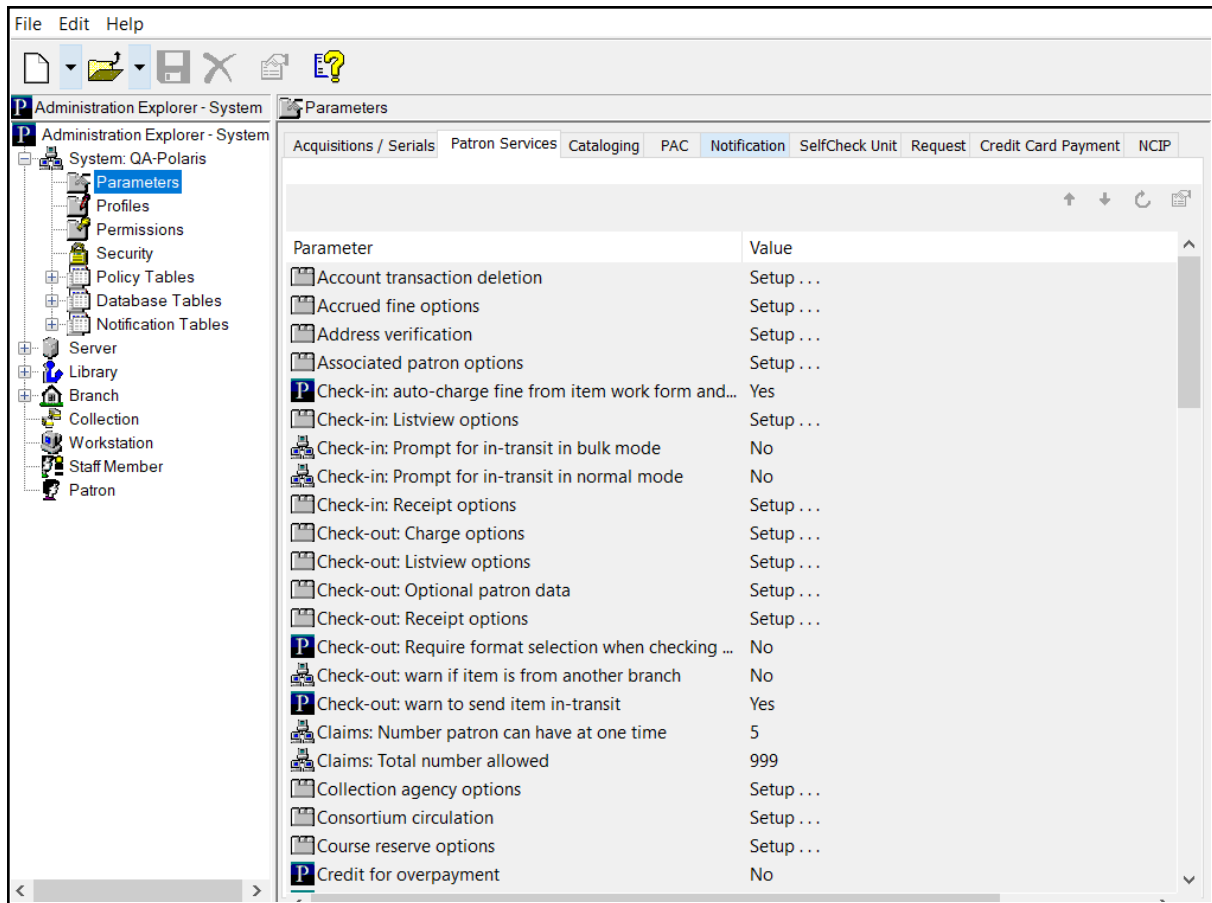 File Edit Help
Administration Explorer - System
Parameters
Administration Explorer - System
System: QA-Polaris
Parameters
Profiles
Permissions
Security
Policy Tables
Database Tables
Notification Tables
Server
Library
Branch
Collection
Workstation
Staff Member
Patron
Acquisitions / Serials Patron Services Cataloging PAC Notification SelfCheck Unit Request Credit Card Payment NCIP
Parameter Value
Account transaction deletion Setup . . .
Accrued fine options Setup . . .
Address verification Setup . . .
Associated patron options Setup . . .
Check-in: auto-charge fine from item work form and... Yes
Check-in: Listview options Setup . . .
Check-in: Prompt for in-transit in bulk mode No
Check-in: Prompt for in-transit in normal mode No
Check-in: Receipt options Setup . . .
Check-out: Charge options Setup . . .
Check-out: Listview options Setup . . .
Check-out: Optional patron data Setup . . .
Check-out: Receipt options Setup . . .
Check-out: Require format selection when checking ... No
Check-out: warn if item is from another branch No
Check-out: warn to send item in-transit Yes
Claims: Number patron can have at one time 5
Claims: Total number allowed 999
Collection agency options Setup . . .
Consortium circulation Setup . . .
Course reserve options Setup . . .
Credit for overpayment No